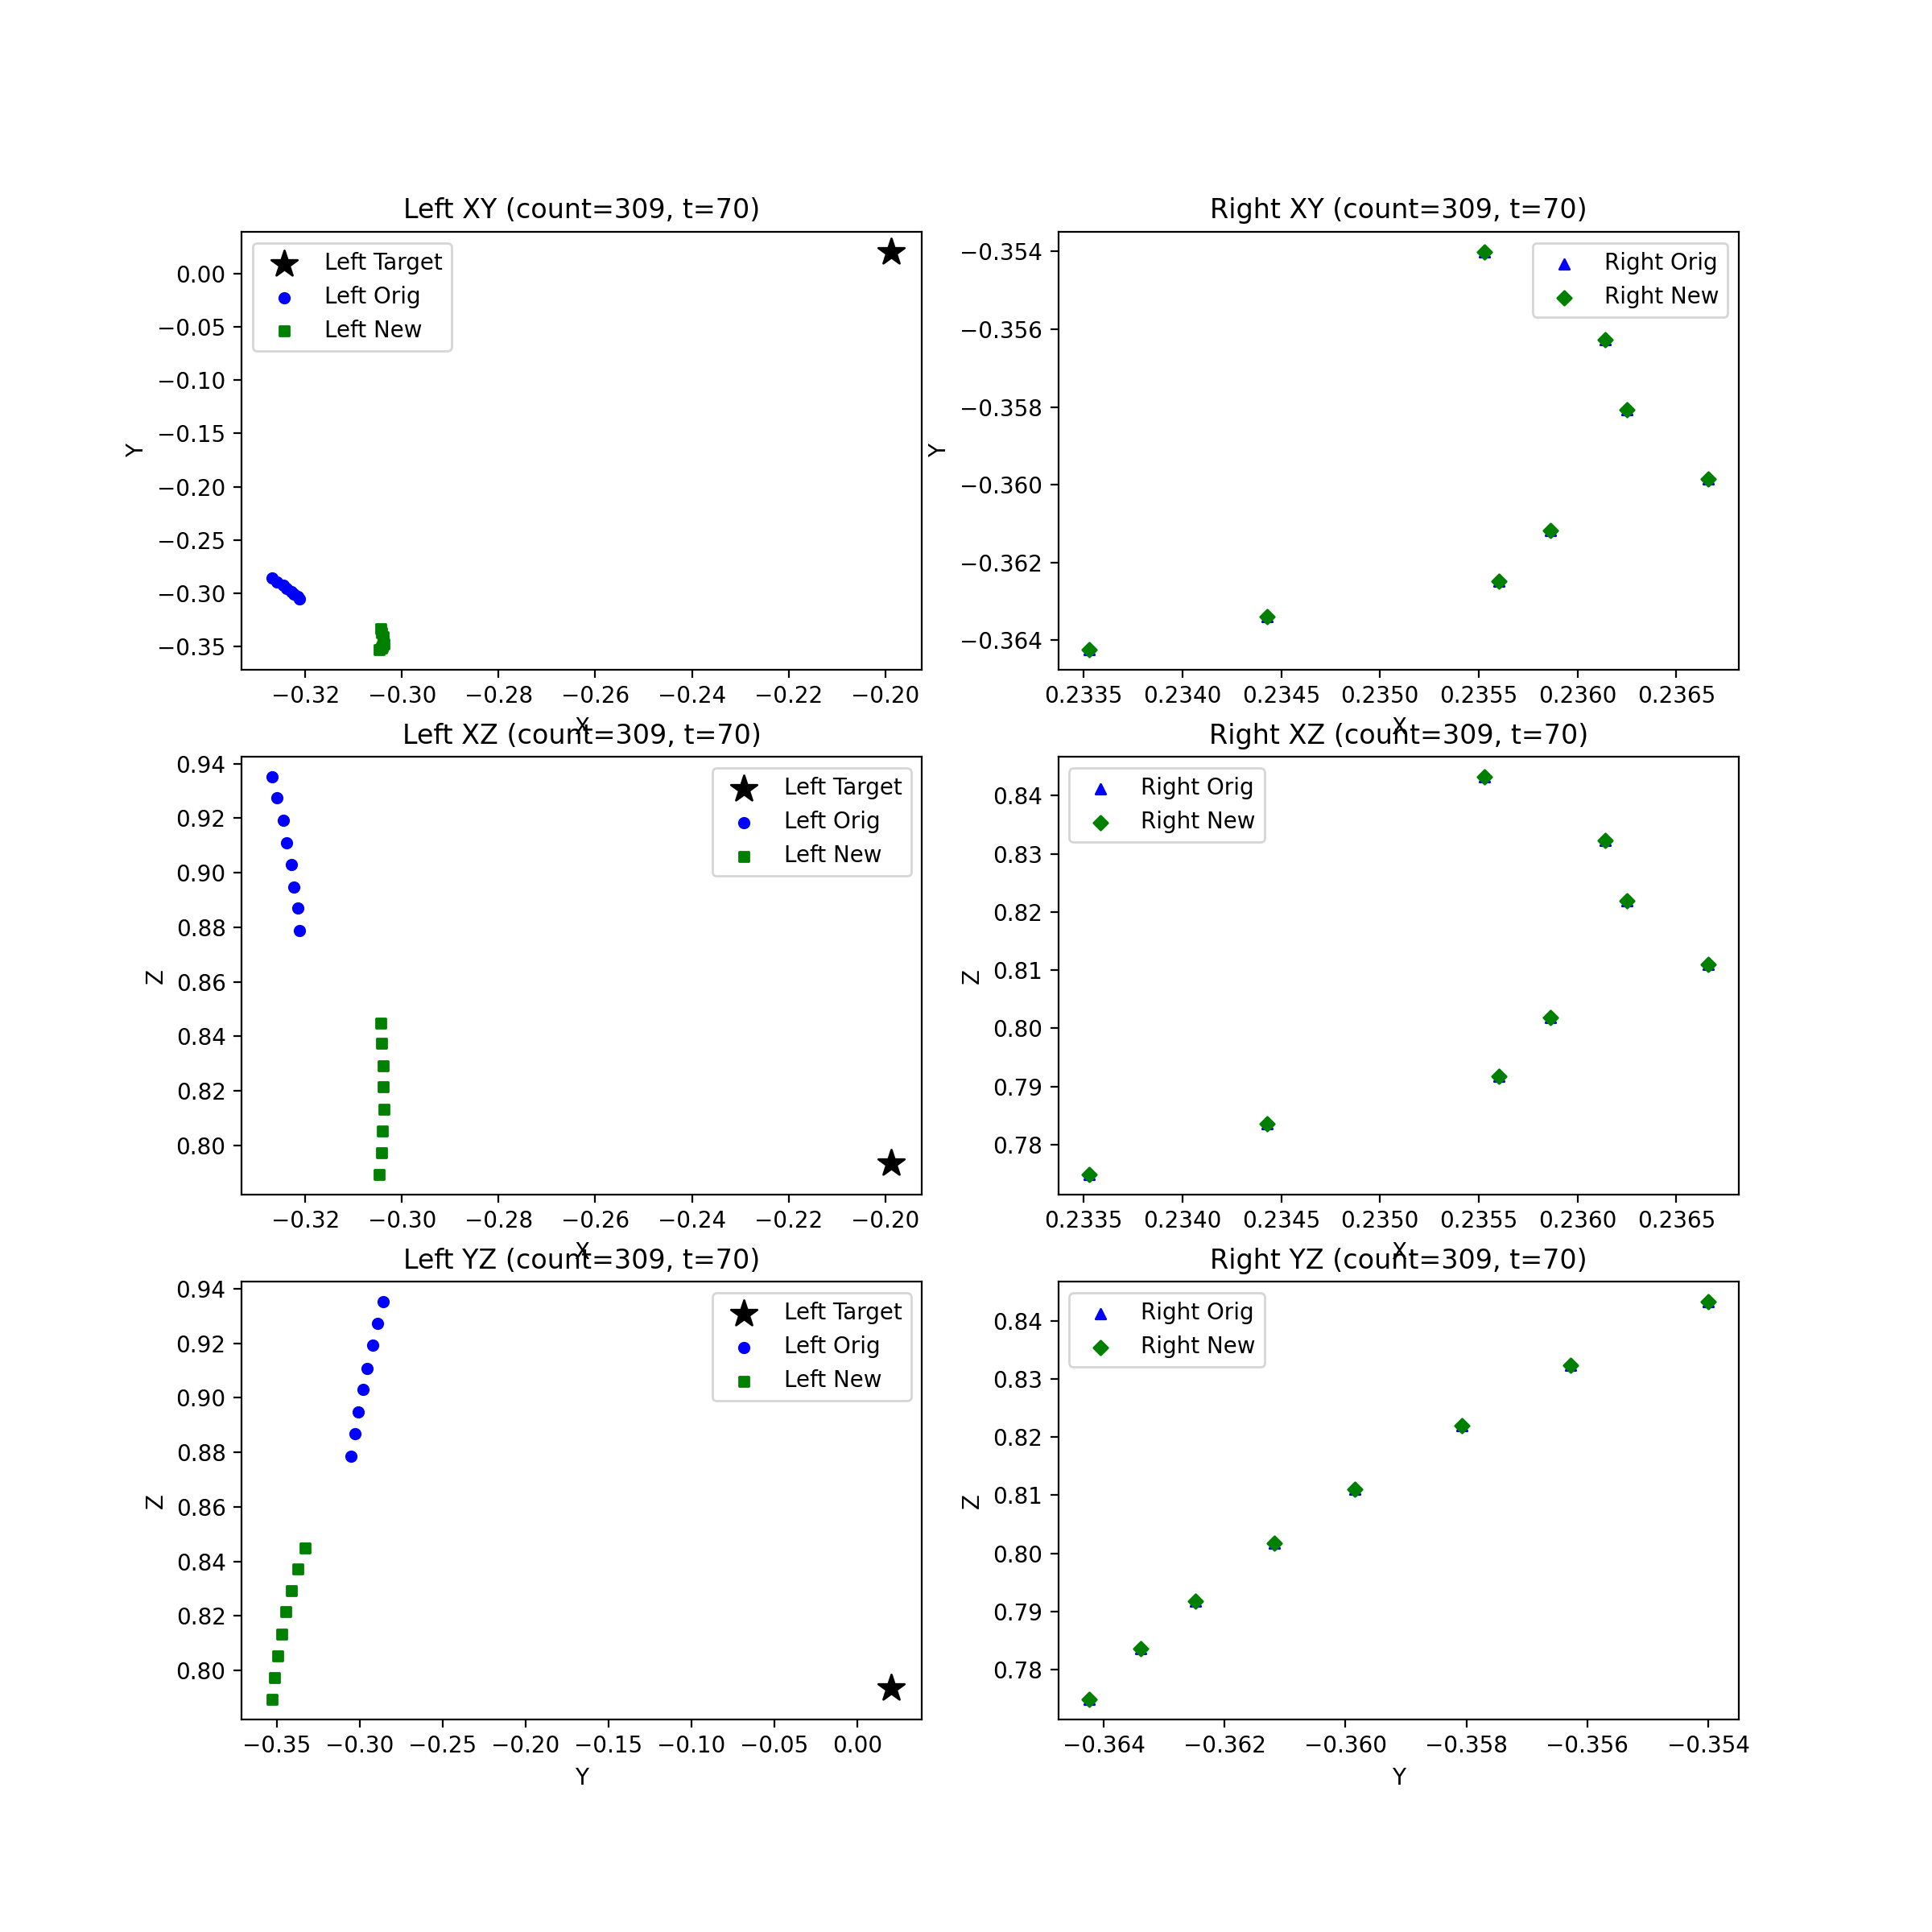 Left XY (count=309, t=70)
Left Target
Left Orig
Left New
0.00
−0.05
−0.10
−0.15
−0.20
−0.25
−0.30
−0.35
Y
−0.32
−0.30
−0.28
−0.26
−0.24
−0.22
−0.20
X
Right XY (count=309, t=70)
Right Orig
Right New
−0.354
−0.356
−0.358
−0.360
−0.362
−0.364
Y
0.2335
0.2340
0.2345
0.2350
0.2355
0.2360
0.2365
X
Left XZ (count=309, t=70)
Left Target
Left Orig
Left New
0.94
0.92
0.90
0.88
0.86
0.84
0.82
0.80
Z
−0.32
−0.30
−0.28
−0.26
−0.24
−0.22
−0.20
X
Right XZ (count=309, t=70)
Right Orig
Right New
0.84
0.83
0.82
0.81
0.80
0.79
0.78
Z
0.2335
0.2340
0.2345
0.2350
0.2355
0.2360
0.2365
X
Left YZ (count=309, t=70)
Left Target
Left Orig
Left New
0.94
0.92
0.90
0.88
0.86
0.84
0.82
0.80
Z
−0.35
−0.30
−0.25
−0.20
−0.15
−0.10
−0.05
0.00
Y
Right YZ (count=309, t=70)
Right Orig
Right New
0.84
0.83
0.82
0.81
0.80
0.79
0.78
Z
−0.364
−0.362
−0.360
−0.358
−0.356
−0.354
Y